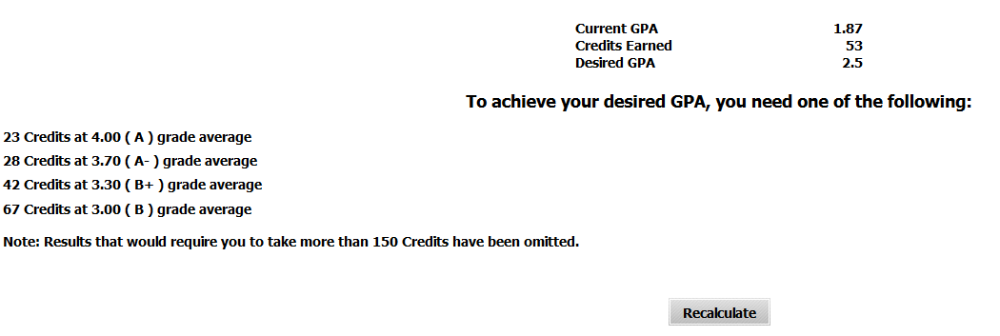 Current GPA 1.87
Credits Earned 53
Desired GPA 2.5
To achieve your desired GPA, you need one of the following:
23 Credits at 4.00 ( A ) grade average
28 Credits at 3.70 ( A- ) grade average
42 Credits at 3.30 ( B+ ) grade average
67 Credits at 3.00 ( B ) grade average
Note: Results that would require you to take more than 150 Credits have been omitted.
Recalculate